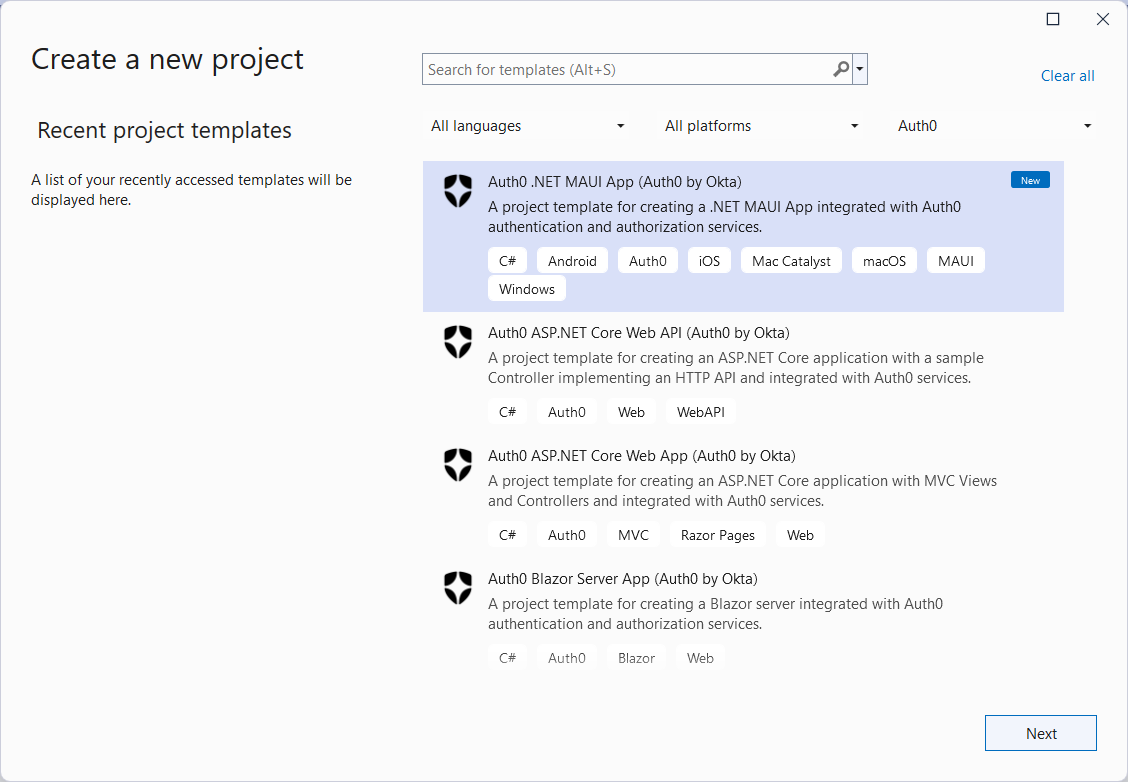 Create a new project
Search for templates (Alt+S)
Clear all
Recent project templates
A list of your recently accessed templates will be
displayed here.
All languages
All platforms
Auth0
Auth0 .NET MAUI App (Auth0 by Okta)
New
A project template for creating a .NET MAUI App integrated with Auth0
authentication and authorization services.
C# Android Auth0 iOS Mac Catalyst macOS MAUI
Windows
Auth0 ASP.NET Core Web API (Auth0 by Okta)
A project template for creating an ASP.NET Core application with a sample
Controller implementing an HTTP API and integrated with Auth0 services.
C# Auth0 Web WebAPI
Auth0 ASP.NET Core Web App (Auth0 by Okta)
A project template for creating an ASP.NET Core application with MVC Views
and Controllers and integrated with Auth0 services.
C# Auth0 MVC Razor Pages Web
Auth0 Blazor Server App (Auth0 by Okta)
A project template for creating a Blazor server integrated with Auth0
authentication and authorization services.
C# Auth0 Blazor Web
Next